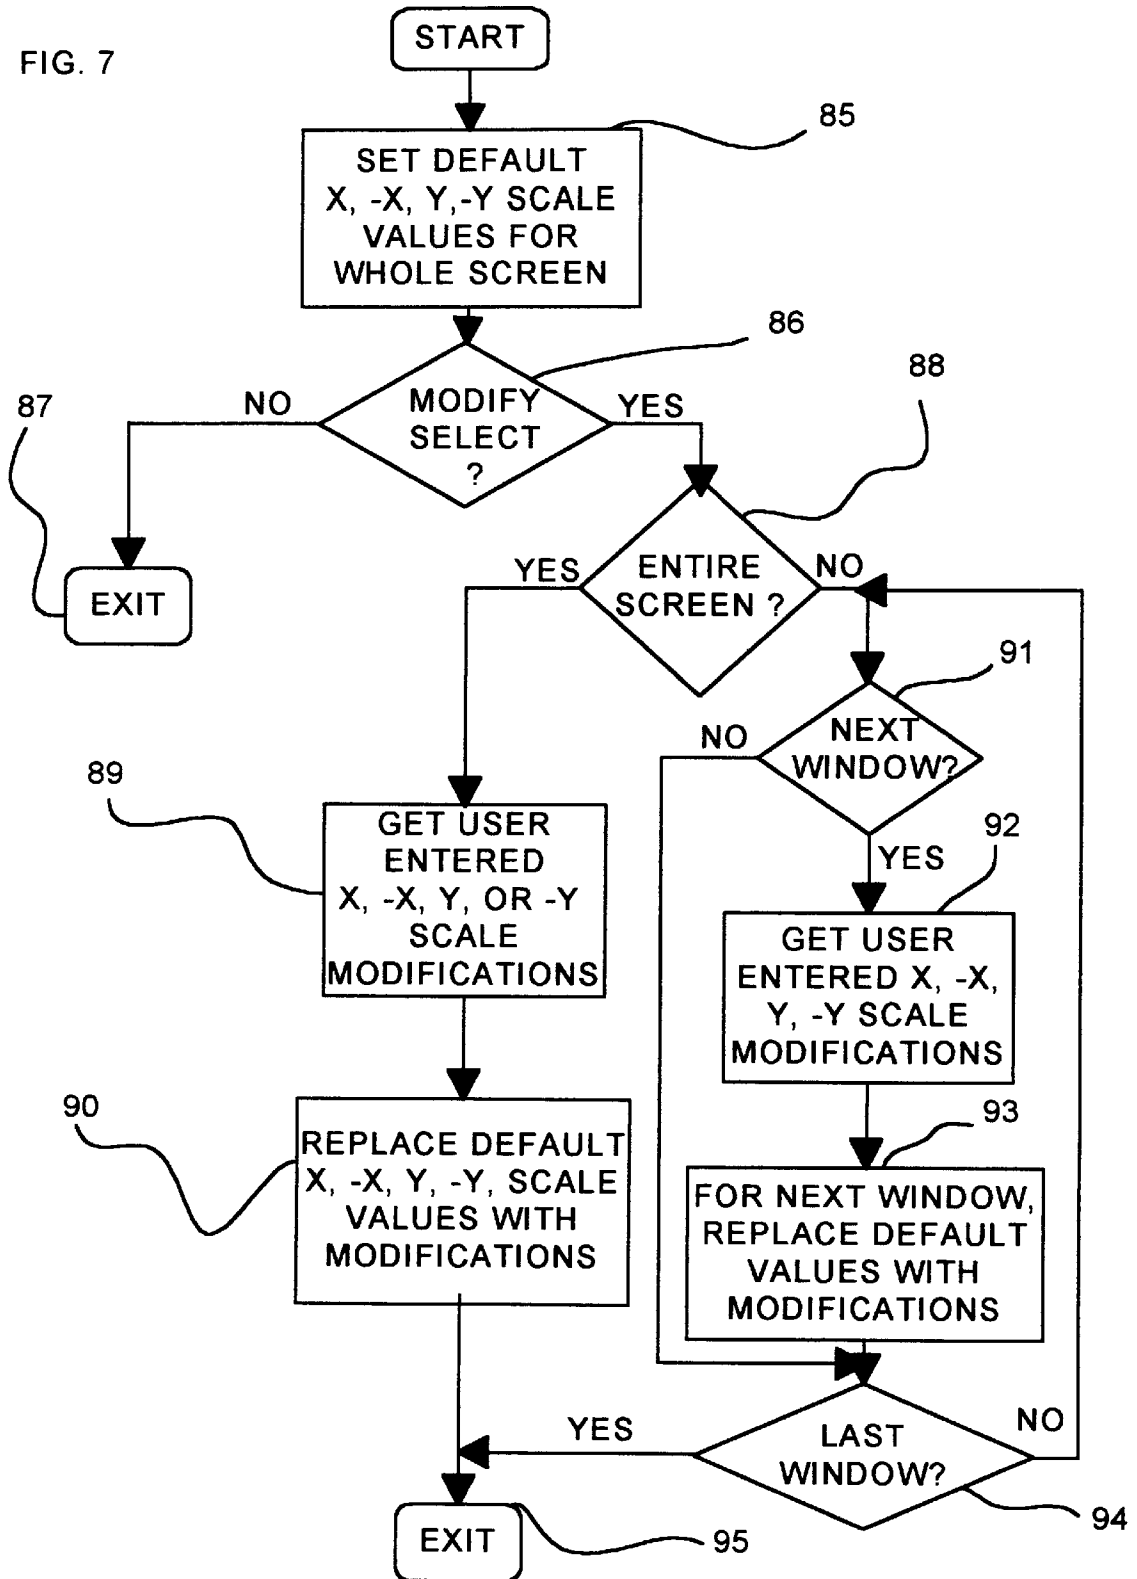 START
FIG. 7
85
SET DEFAULT
X, -X, Y,-Y SCALE
VALUES FOR
WHOLE SCREEN
86
88
87
NO
MODIFY
SELECT
?
YES
EXIT
YES
ENTIRE
SCREEN ?
NO
91
NO
NEXT
WINDOW?
89
GET USER
ENTERED
X, -X, Y, OR -Y
SCALE
MODIFICATIONS
YES
92
GET USER
ENTERED X, -X,
Y, -Y SCALE
MODIFICATIONS
90
REPLACE DEFAULT
X, -X, Y, -Y, SCALE
VALUES WITH
MODIFICATIONS
93
FOR NEXT WINDOW,
REPLACE DEFAULT
VALUES WITH
MODIFICATIONS
YES
LAST
WINDOW?
NO
94
EXIT
95